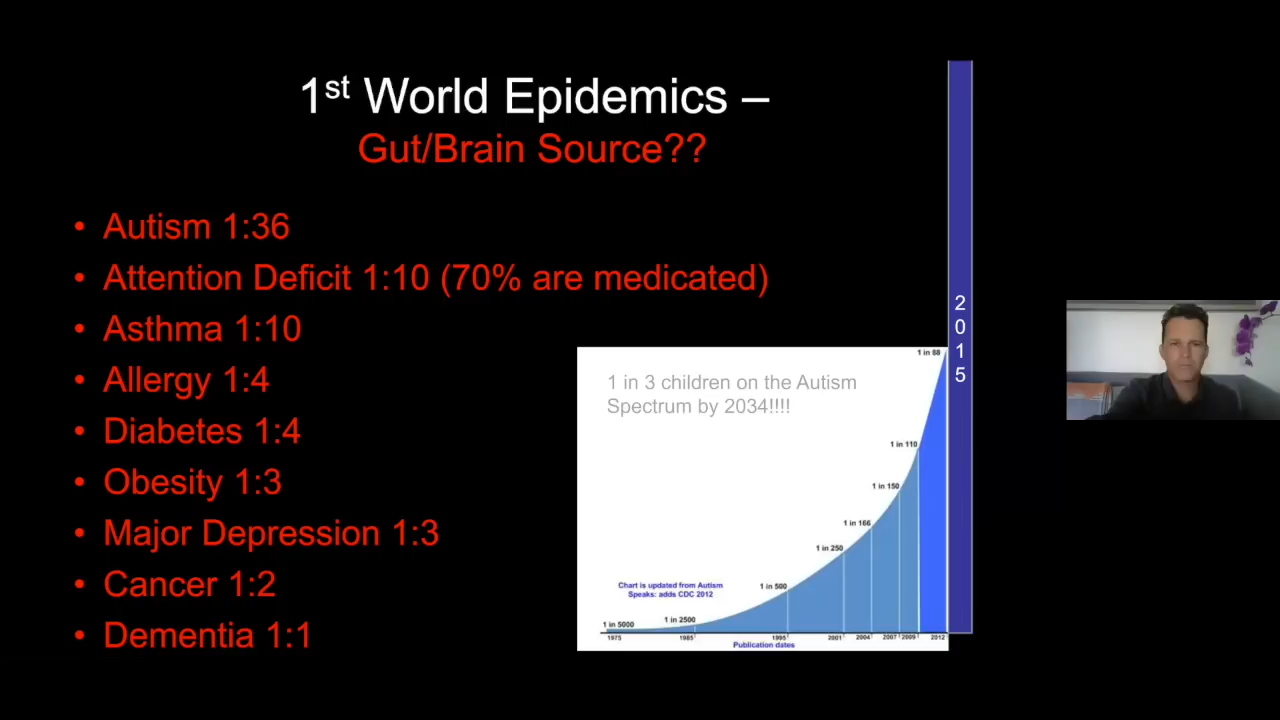 1st World Epidemics –
Gut/Brain Source??
• Autism 1:36
• Attention Deficit 1:10 (70% are medicated)
• Asthma 1:10
• Allergy 1:4
• Diabetes 1:4
• Obesity 1:3
• Major Depression 1:3
• Cancer 1:2
• Dementia 1:1
1 in 3 children on the Autism
Spectrum by 2034!!!!
1 in 88
1 in 110
1 in 150
1 in 166
1 in 250
1 in 500
1 in 2500
1 in 5000
Chart is updated from Autism
Speaks: adds CDC 2012
1975 1985 1995 2001 2004 2007 2009 2012
Publication dates
2
0
1
5